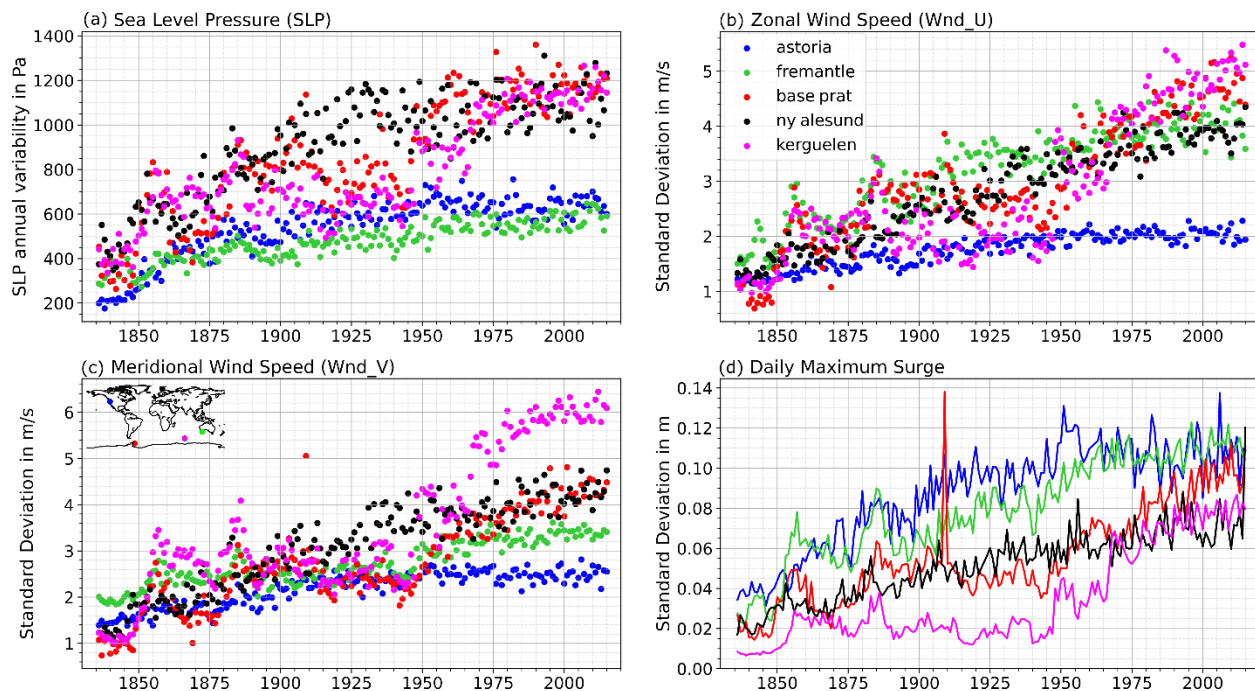 (a) Sea Level Pressure (SLP)
SLP annual variability in Pa
1400
1200
1000
800
600
400
200
1850 1875 1900 1925 1950 1975 2000
(b) Zonal Wind Speed (Wnd_U)
Standard Deviation in m/s
5
4
3
2
1
astoria
fremantle
base prat
ny alesund
kerguelen
1850 1875 1900 1925 1950 1975 2000
(c) Meridional Wind Speed (Wnd_V)
Standard Deviation in m/s
6
5
4
3
2
1
1850 1875 1900 1925 1950 1975 2000
(d) Daily Maximum Surge
Standard Deviation in m
0.14
0.12
0.10
0.08
0.06
0.04
0.02
0.00
1850 1875 1900 1925 1950 1975 2000